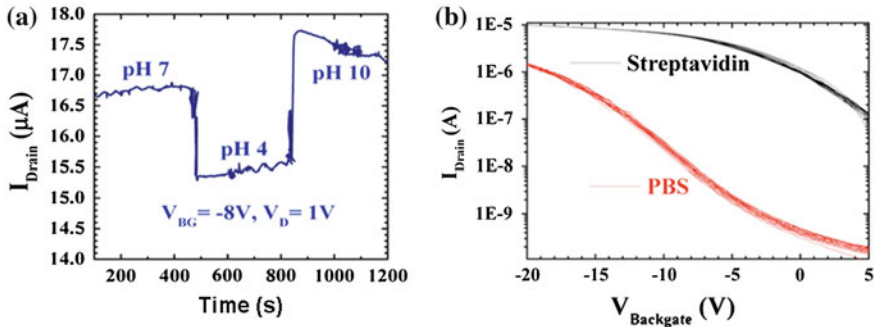 (a)
I_Drain (μA)
18.0
17.5
17.0
16.5
16.0
15.5
15.0
14.5
14.0
pH 7
pH 10
pH 4
V_BG= -8V, V_D= 1V
200 400 600 800 1000 1200
Time (s)
(b)
I_Drain (A)
1E-5
1E-6
1E-7
1E-8
1E-9
Streptavidin
PBS
-20 -15 -10 -5 0 5
V_Backgate (V)